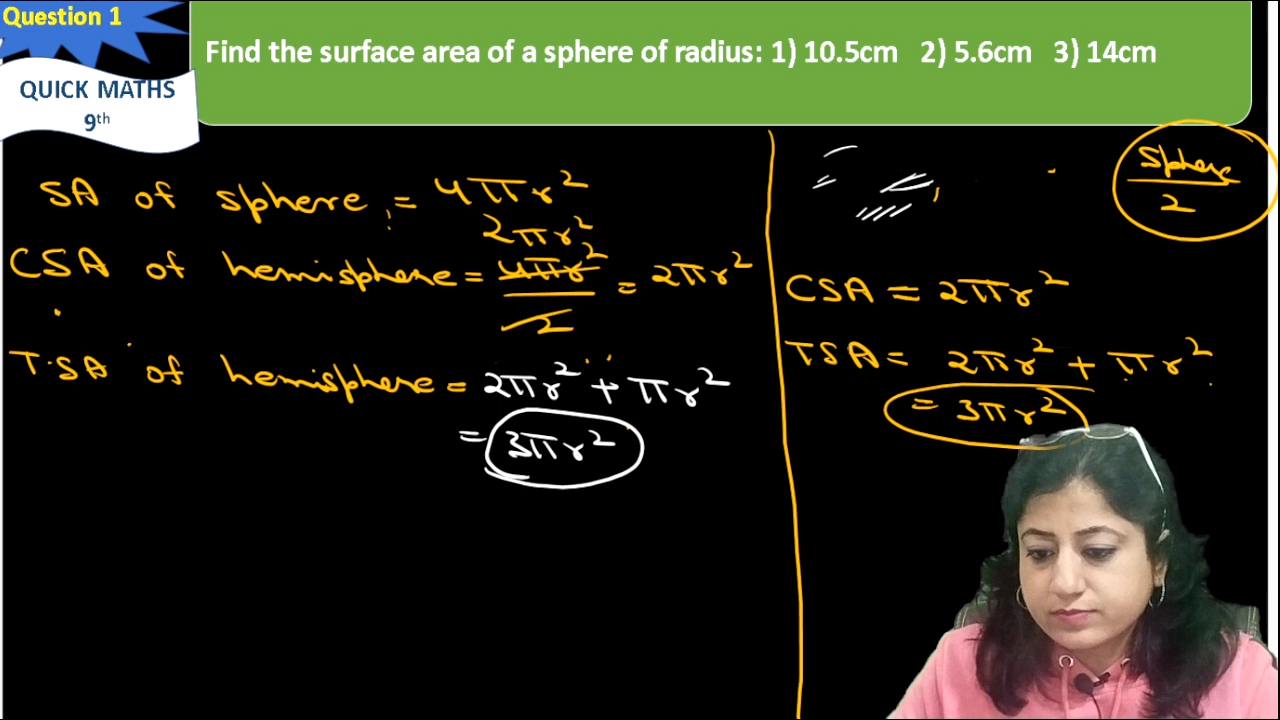 Question 1
QUICK MATHS
9th
Find the surface area of a sphere of radius: 1) 10.5cm 2) 5.6cm 3) 14cm
SA of sphere = 4πr²
2πr²
CSA of hemisphere = 4πr² = 2πr²
2
T.SA of hemisphere = 2πr² + πr²
= 3πr²
sphere
2
CSA = 2πr²
TSA = 2πr² + πr²
= 3πr²